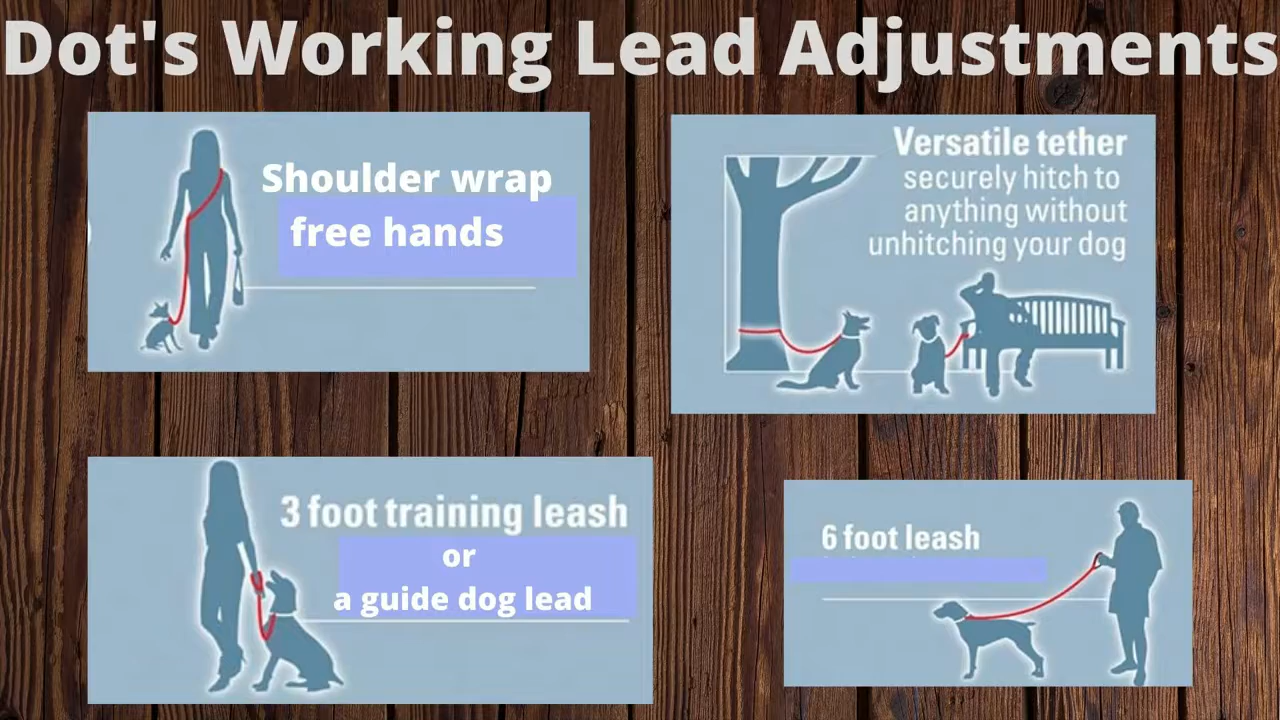 Dot's Working Lead Adjustments
Shoulder wrap
free hands
Versatile tether
securely hitch to
anything without
unhitching your dog
3 foot training leash
or
a guide dog lead
6 foot leash